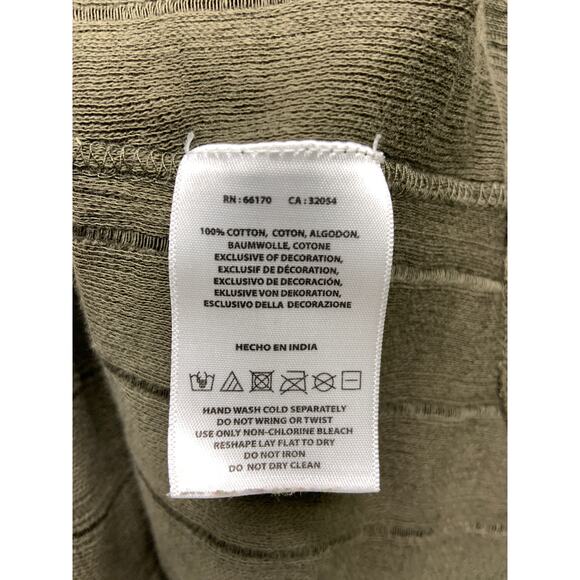 RN : 66170 CA : 32054
100% COTTON, COTON, ALGODON,
BAUMWOLLE, COTONE
EXCLUSIVE OF DECORATION,
EXCLUSIF DE DÉCORATION,
EXCLUSIVO DE DECORACIÓN,
EKLUSIVE VON DEKORATION,
ESCLUSIVO DELLA DECORAZIONE
HECHO EN INDIA
HAND WASH COLD SEPARATELY
DO NOT WRING OR TWIST
USE ONLY NON-CHLORINE BLEACH
RESHAPE LAY FLAT TO DRY
DO NOT IRON
DO NOT DRY CLEAN